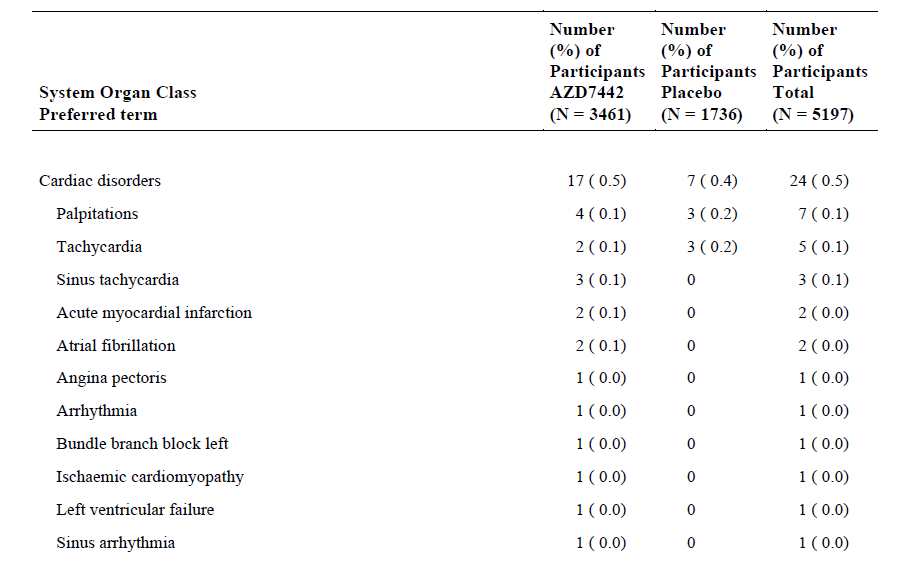 Number Number Number
(%) of (%) of (%) of
Participants Participants Participants
System Organ Class AZD7442 Placebo Total
Preferred term (N = 3461) (N = 1736) (N = 5197)
Cardiac disorders 17 ( 0.5) 7 ( 0.4) 24 ( 0.5)
Palpitations 4 ( 0.1) 3 ( 0.2) 7 ( 0.1)
Tachycardia 2 ( 0.1) 3 ( 0.2) 5 ( 0.1)
Sinus tachycardia 3 ( 0.1) 0 3 ( 0.1)
Acute myocardial infarction 2 ( 0.1) 0 2 ( 0.0)
Atrial fibrillation 2 ( 0.1) 0 2 ( 0.0)
Angina pectoris 1 ( 0.0) 0 1 ( 0.0)
Arrhythmia 1 ( 0.0) 0 1 ( 0.0)
Bundle branch block left 1 ( 0.0) 0 1 ( 0.0)
Ischaemic cardiomyopathy 1 ( 0.0) 0 1 ( 0.0)
Left ventricular failure 1 ( 0.0) 0 1 ( 0.0)
Sinus arrhythmia 1 ( 0.0) 0 1 ( 0.0)